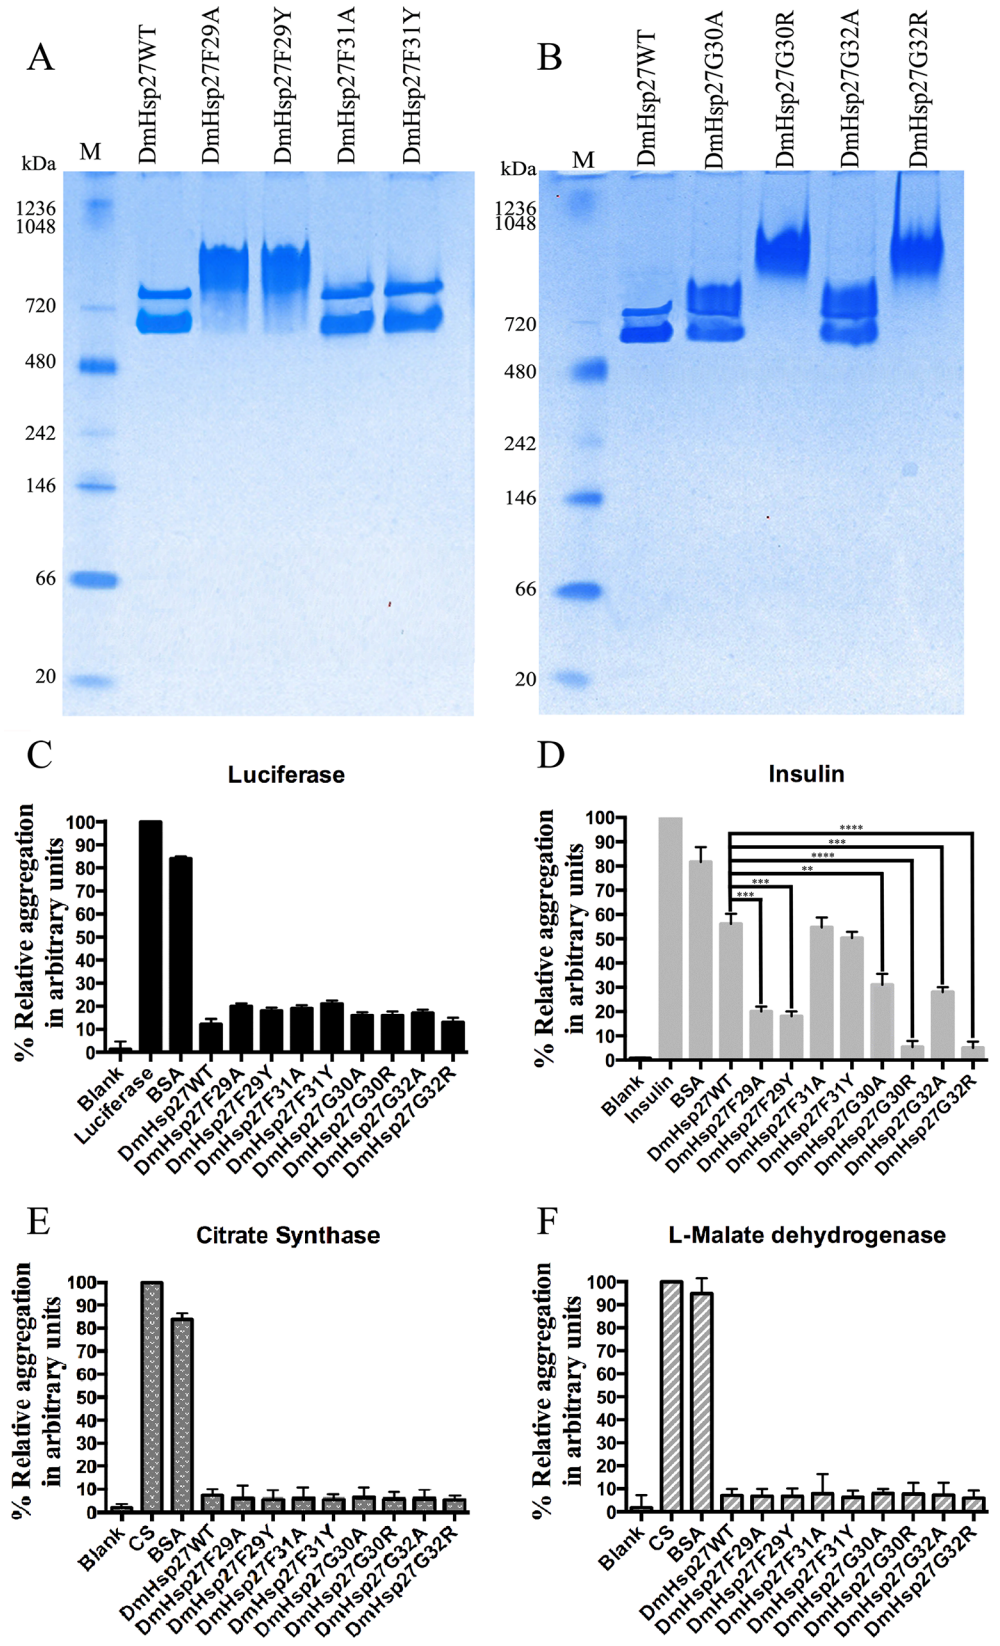 A
M
DmHsp27WT
DmHsp27F29A
DmHsp27F29Y
DmHsp27F31A
DmHsp27F31Y
kDa
1236
1048
720
480
242
146
66
20
B
M
DmHsp27WT
DmHsp27G30A
DmHsp27G30R
DmHsp27G32A
DmHsp27G32R
kDa
1236
1048
720
480
242
146
66
20
C
Luciferase
% Relative aggregation
in arbitrary units
100
90
80
70
60
50
40
30
20
10
0
Blank
Luciferase
BSA
DmHsp27WT
DmHsp27F29A
DmHsp27F29Y
DmHsp27F31A
DmHsp27F31Y
DmHsp27G30A
DmHsp27G30R
DmHsp27G32A
DmHsp27G32R
D
Insulin
% Relative aggregation
in arbitrary units
100
90
80
70
60
50
40
30
20
10
0
****
***
****
**
***
***
Blank
Insulin
BSA
DmHsp27WT
DmHsp27F29A
DmHsp27F29Y
DmHsp27F31A
DmHsp27F31Y
DmHsp27G30A
DmHsp27G30R
DmHsp27G32A
DmHsp27G32R
E
Citrate Synthase
% Relative aggregation
in arbitrary units
100
90
80
70
60
50
40
30
20
10
0
Blank
CS
BSA
DmHsp27WT
DmHsp27F29A
DmHsp27F29Y
DmHsp27F31A
DmHsp27F31Y
DmHsp27G30A
DmHsp27G30R
DmHsp27G32A
DmHsp27G32R
F
L-Malate dehydrogenase
% Relative aggregation
in arbitrary units
100
90
80
70
60
50
40
30
20
10
0
Blank
CS
BSA
DmHsp27WT
DmHsp27F29A
DmHsp27F29Y
DmHsp27F31A
DmHsp27F31Y
DmHsp27G30A
DmHsp27G30R
DmHsp27G32A
DmHsp27G32R